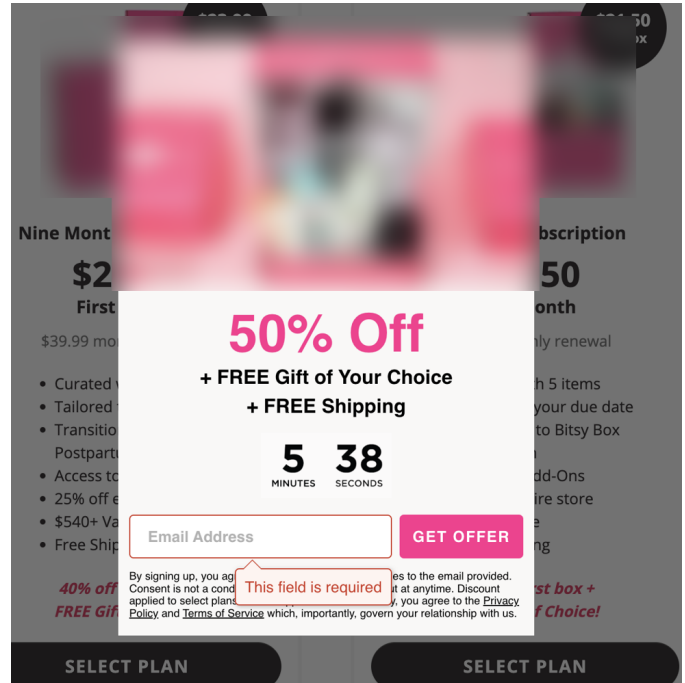 50
Nine Mont
bscription
$2
50
First
onth
$39.99 mo
ly renewal
Curated
h 5 items
Tailored
your due date
Transitio
to Bitsy Box
Postpartu
Access to
dd-Ons
25% off e
ire store
$540+ Va
e
Free Ship
ng
40% off
rst box +
FREE Gif
f Choice!
SELECT PLAN
SELECT PLAN
50% Off
+ FREE Gift of Your Choice
+ FREE Shipping
5 38
MINUTES SECONDS
Email Address
GET OFFER
This field is required
By signing up, you ag
es to the email provided.
Consent is not a cond
ut at anytime. Discount
applied to select plans
y, you agree to the Privacy
Policy and Terms of Service which, importantly, govern your relationship with us.